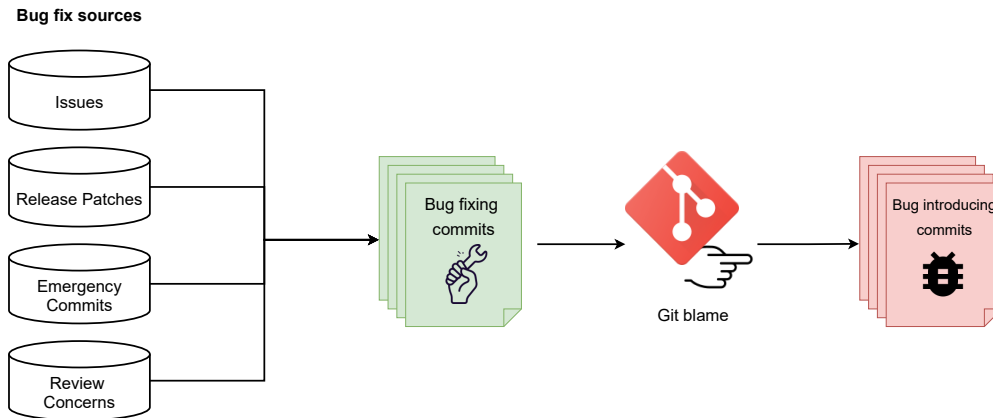 Bug fix sources
Issues
Release Patches
Emergency
Commits
Review
Concerns
Bug fixing
commits
Git blame
Bug introducing
commits